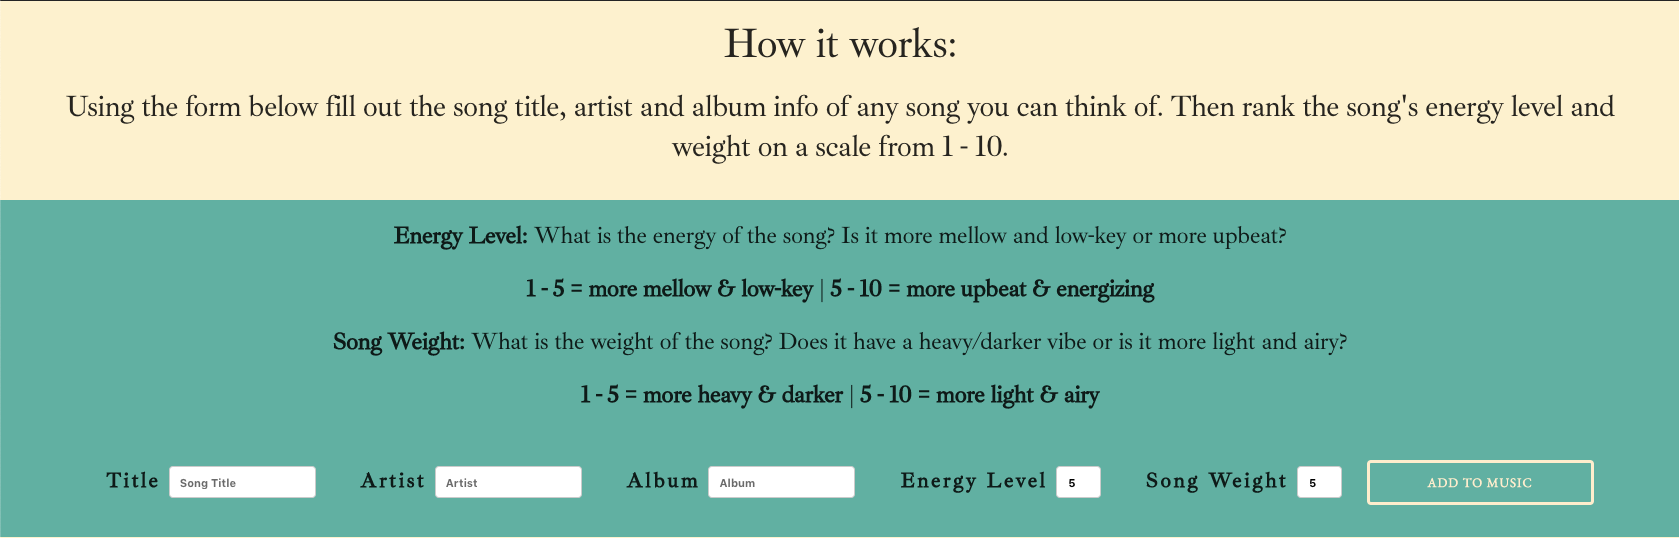 How it works:
Using the form below fill out the song title, artist and album info of any song you can think of. Then rank the song's energy level and
weight on a scale from 1 - 10.
Energy Level: What is the energy of the song? Is it more mellow and low-key or more upbeat?
1 - 5 = more mellow & low-key | 5 - 10 = more upbeat & energizing
Song Weight: What is the weight of the song? Does it have a heavy/darker vibe or is it more light and airy?
1 - 5 = more heavy & darker | 5 - 10 = more light & airy
Title Song Title Artist Artist Album Album Energy Level 5 Song Weight 5 ADD TO MUSIC